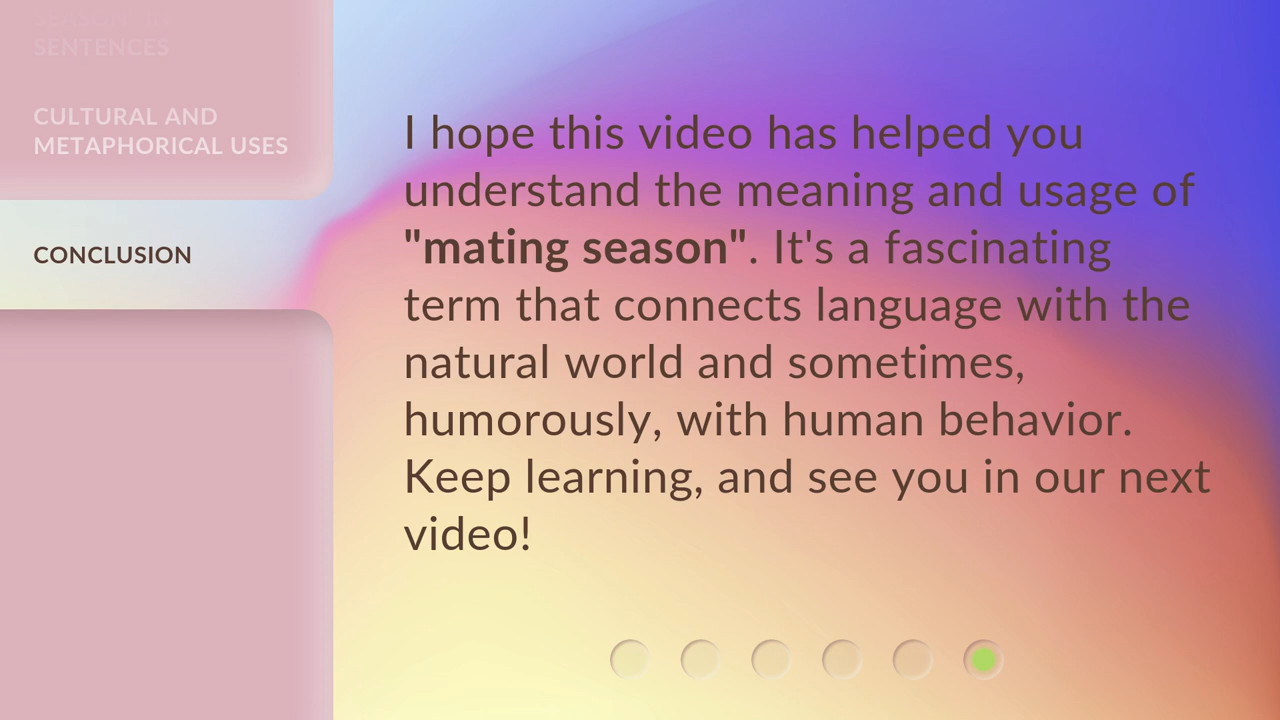 SENTENCES
CULTURAL AND
METAPHORICAL USES
CONCLUSION
I hope this video has helped you
understand the meaning and usage of
"mating season". It's a fascinating
term that connects language with the
natural world and sometimes,
humorously, with human behavior.
Keep learning, and see you in our next
video!